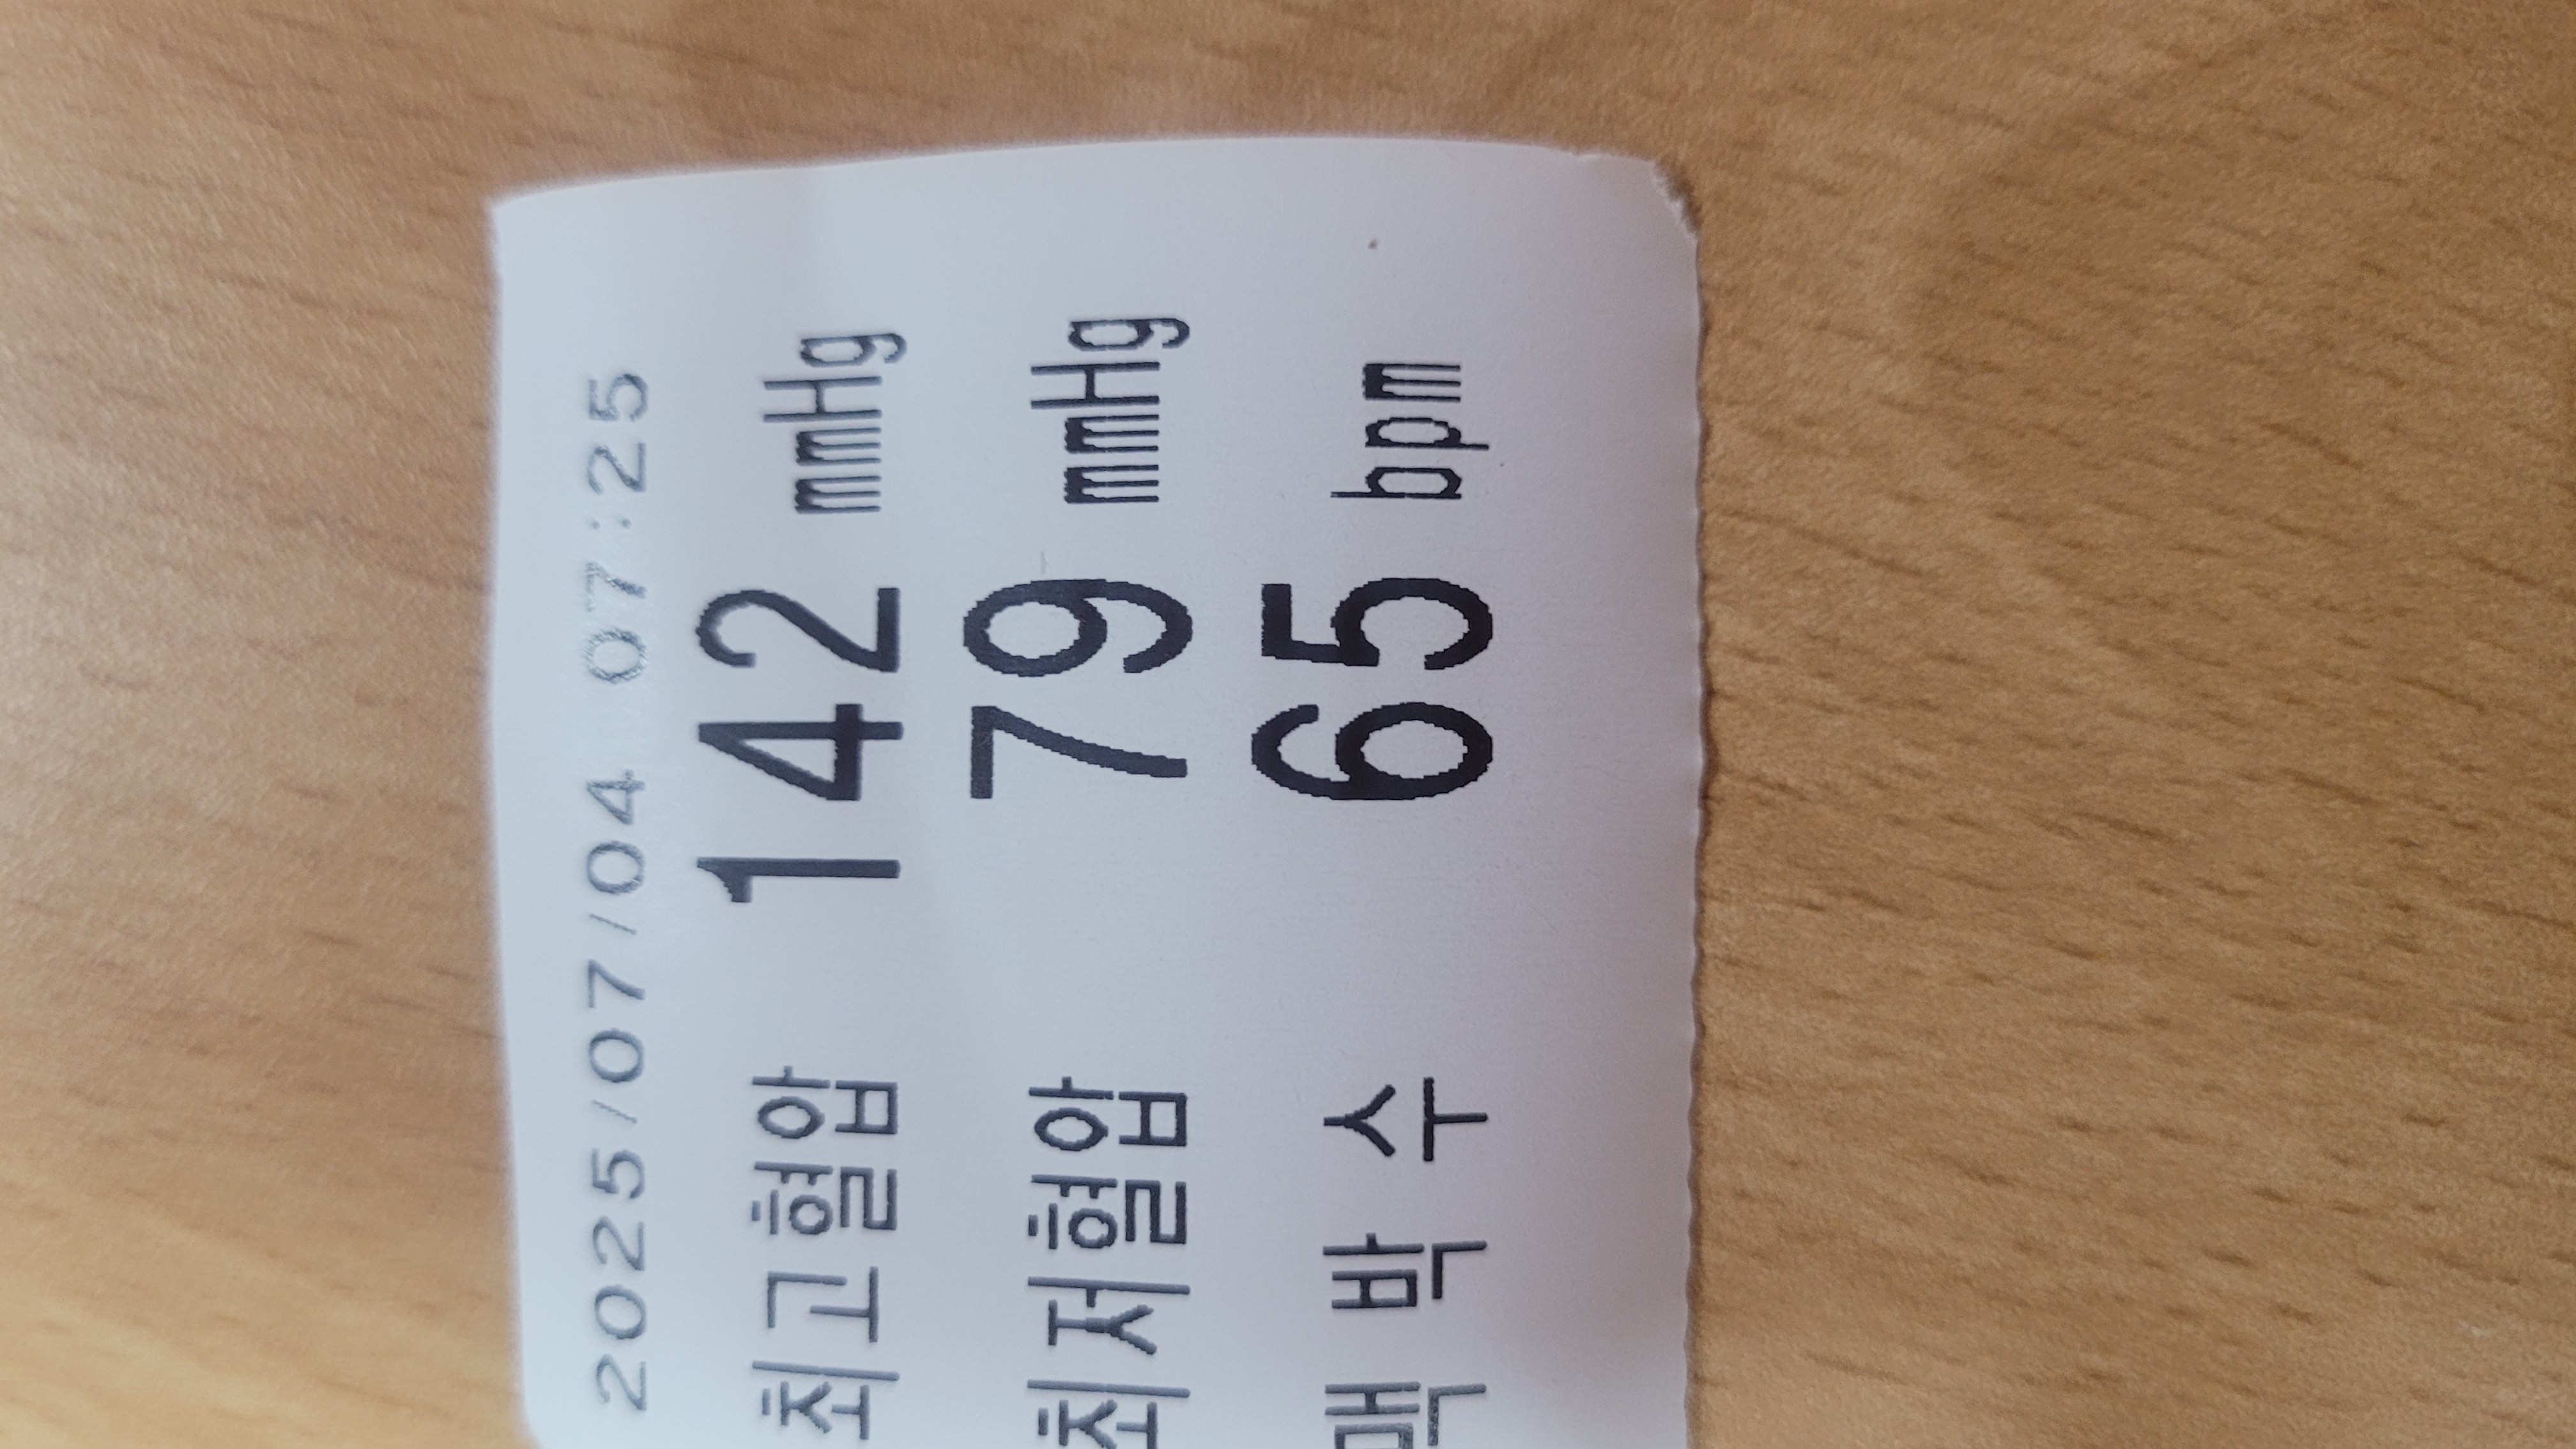 2025/07/04 07:25
최고혈압 142 mmHg
최저혈압 79 mmHg
맥 박 수 65 bpm